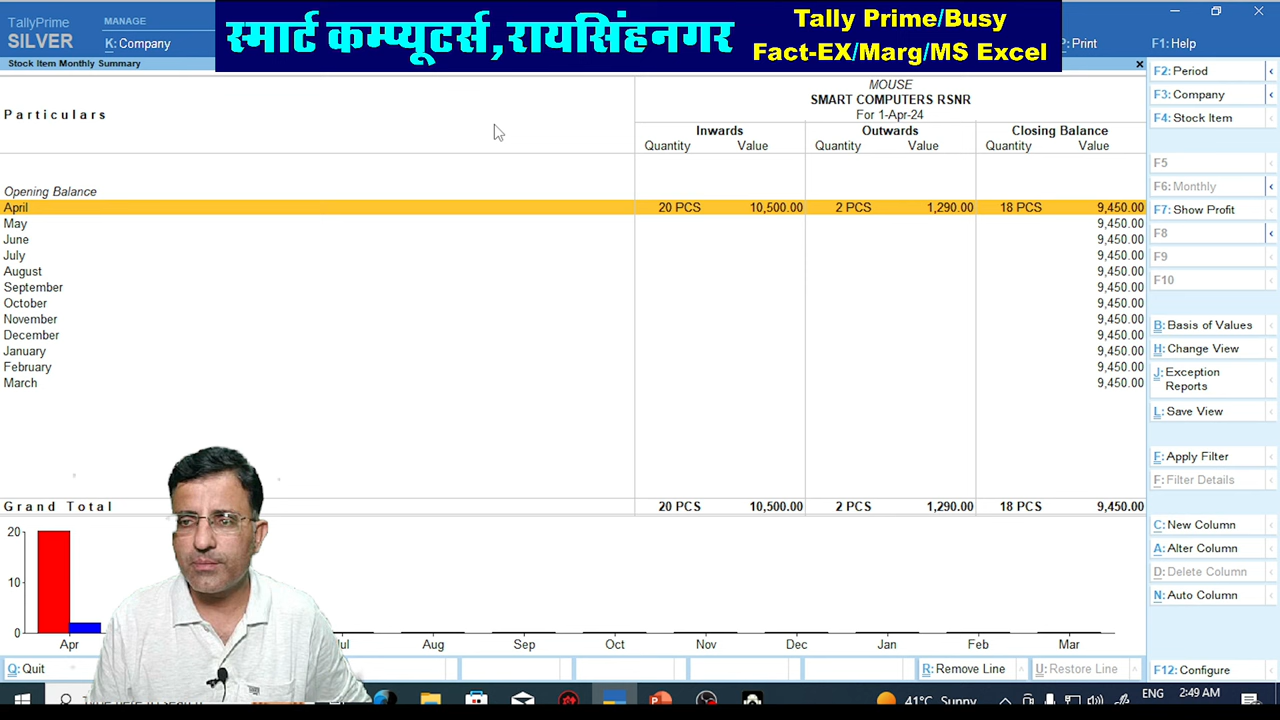 TallyPrime
SILVER
MANAGE
K: Company
स्मार्ट कम्प्यूटर्स,रायसिंहनगर
Tally Prime/Busy
Fact-EX/Marg/MS Excel
P: Print
F1: Help
Stock Item Monthly Summary
Particulars
MOUSE
SMART COMPUTERS RSNR
For 1-Apr-24
Inwards Outwards Closing Balance
Quantity Value Quantity Value Quantity Value
Opening Balance
April 20 PCS 10,500.00 2 PCS 1,290.00 18 PCS 9,450.00
May 9,450.00
June 9,450.00
July 9,450.00
August 9,450.00
September 9,450.00
October 9,450.00
November 9,450.00
December 9,450.00
January 9,450.00
February 9,450.00
March 9,450.00
Grand Total 20 PCS 10,500.00 2 PCS 1,290.00 18 PCS 9,450.00
20
10
0
Apr Jul Aug Sep Oct Nov Dec Jan Feb Mar
Q: Quit
R: Remove Line
U: Restore Line
F2: Period
F3: Company
F4: Stock Item
F5
F6: Monthly
F7: Show Profit
F8
F9
F10
B: Basis of Values
H: Change View
J: Exception
Reports
L: Save View
F: Apply Filter
F: Filter Details
C: New Column
A: Alter Column
D: Delete Column
N: Auto Column
F12: Configure
41°C Sunny
ENG
2:49 AM